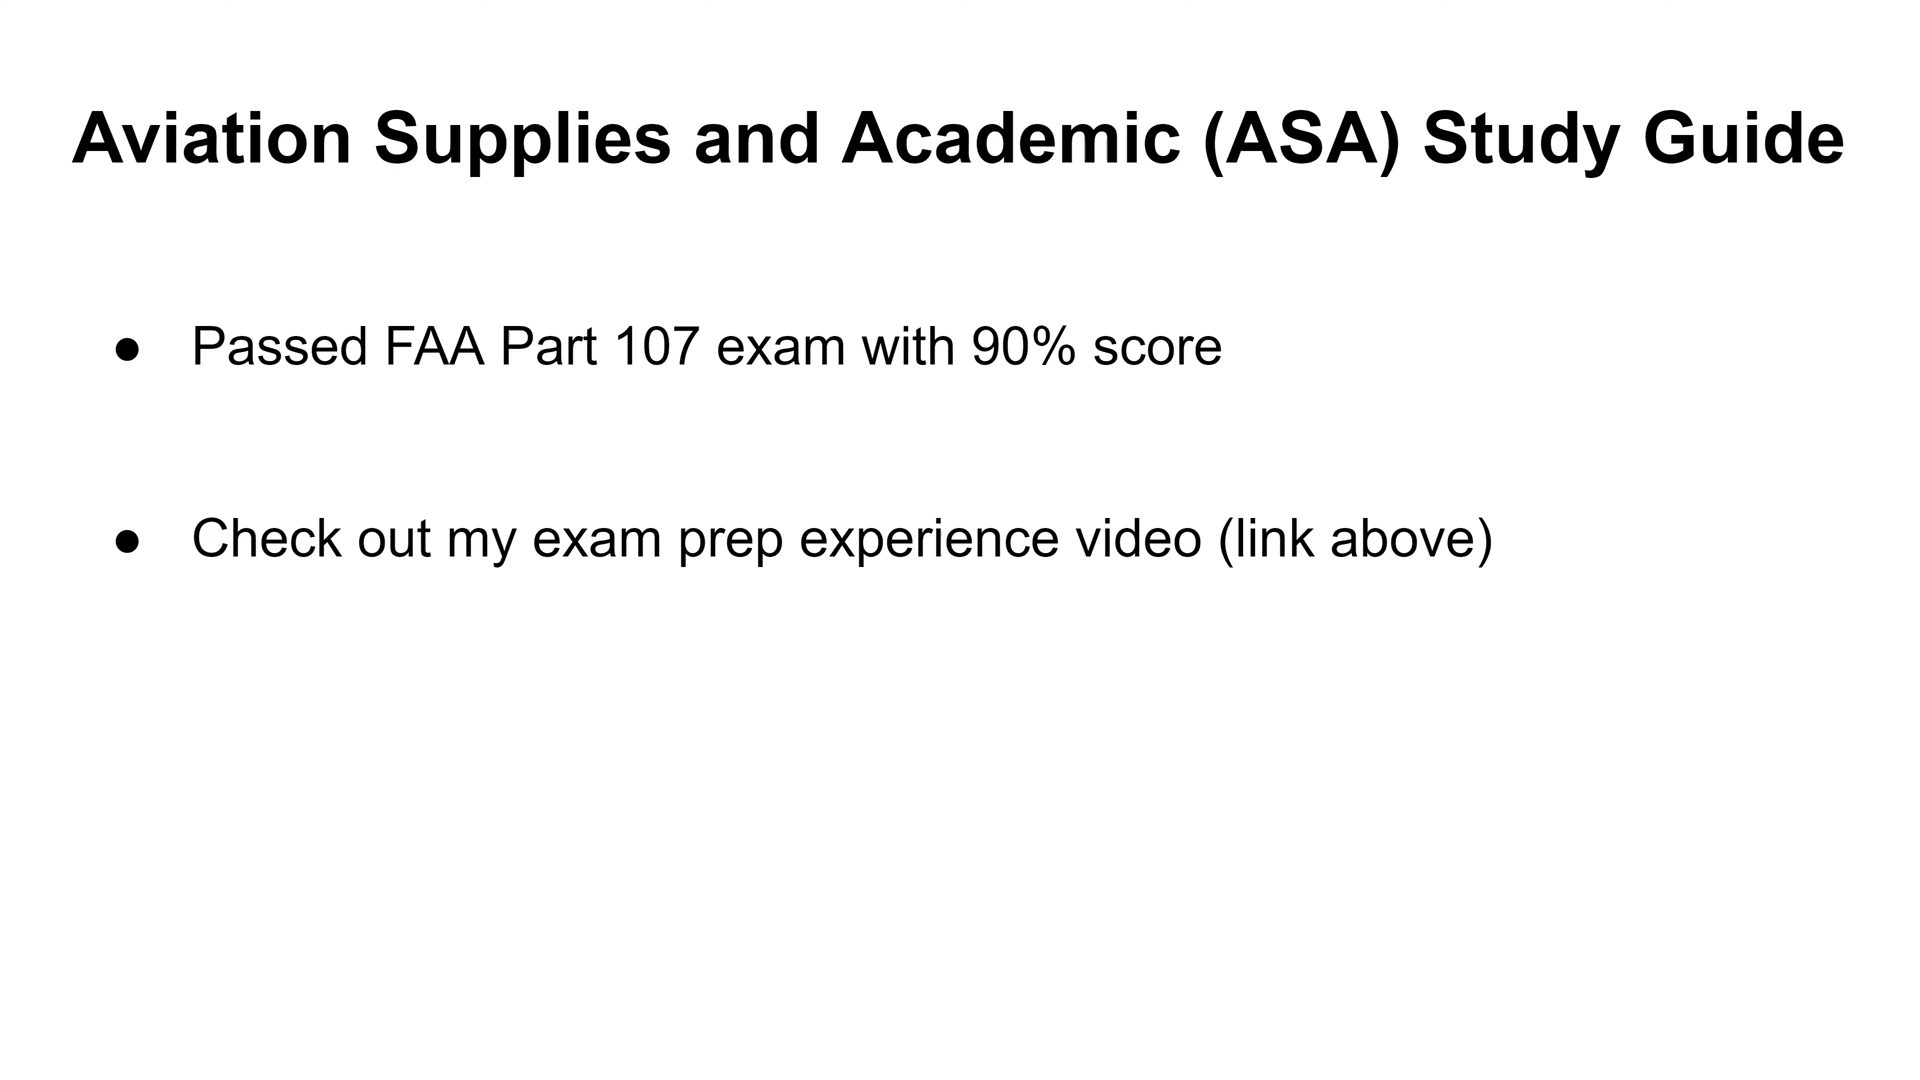 Aviation Supplies and Academic (ASA) Study Guide
● Passed FAA Part 107 exam with 90% score
● Check out my exam prep experience video (link above)